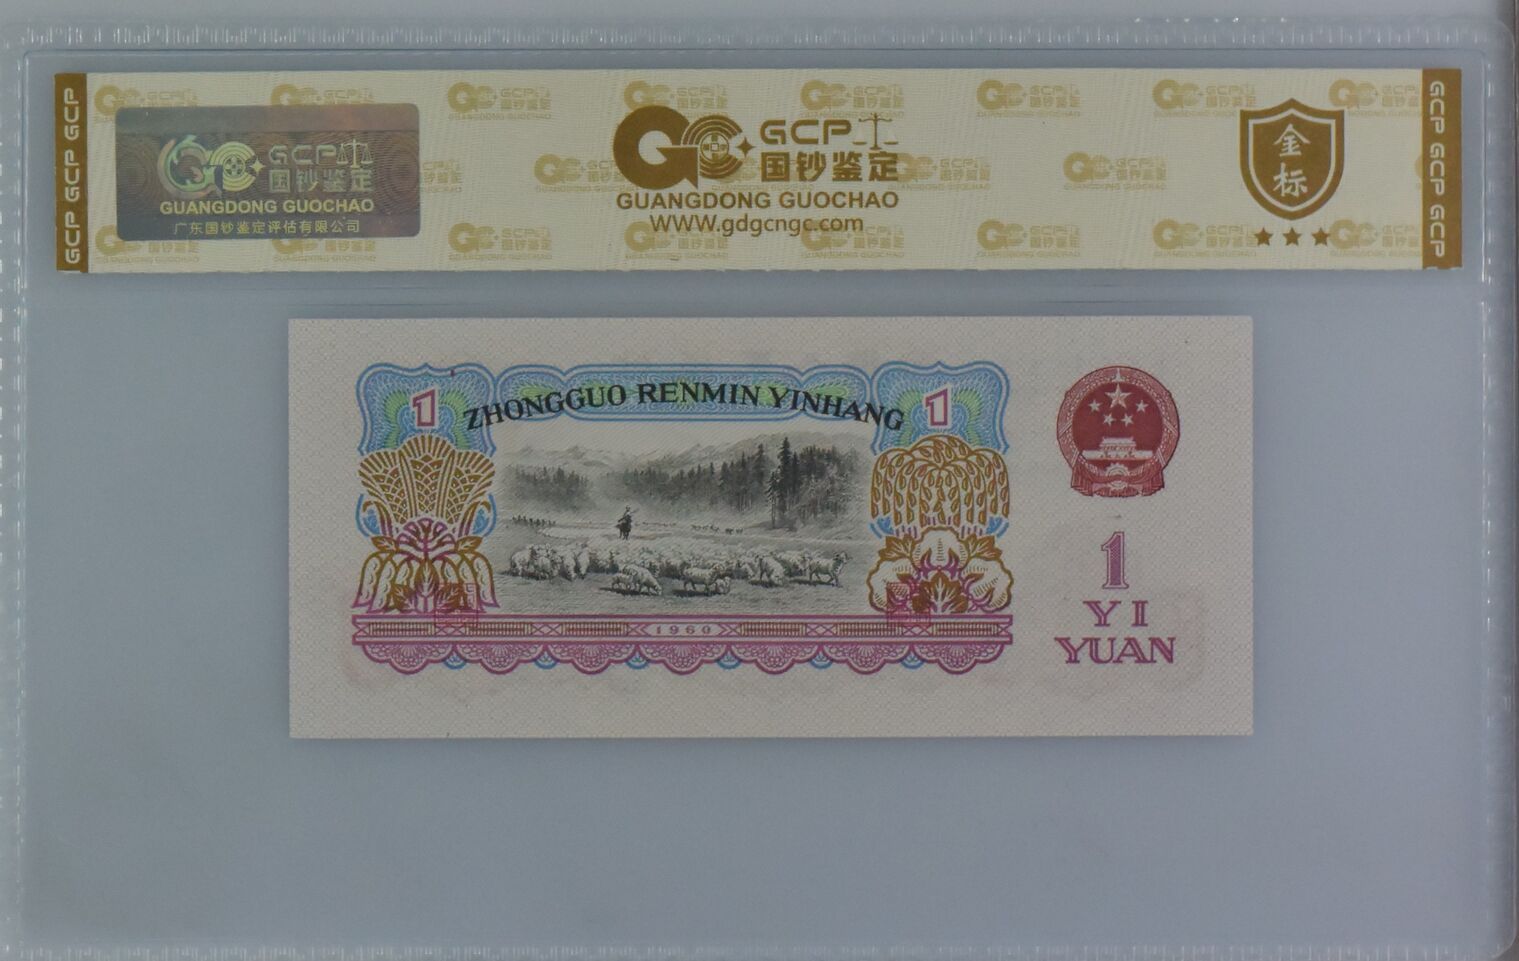 GCP GCP GCP
GCP
国钞鉴定
GUANGDONG GUOCHAO
广东国钞鉴定评估有限公司
GCP
国钞鉴定
GUANGDONG GUOCHAO
WWW.gdgcngc.com
金标
GCP GCP GCP
1
ZHONGGUO RENMIN YINHANG
1
1960
1
YI
YUAN